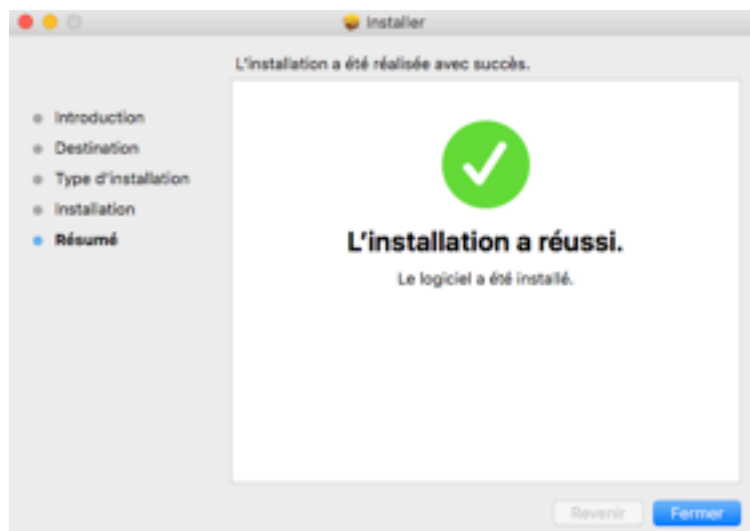 Installer
L'installation a été réalisée avec succès.
Introduction
Destination
Type d'installation
Installation
Résumé
L'installation a réussi.
Le logiciel a été installé.
Revenir
Fermer